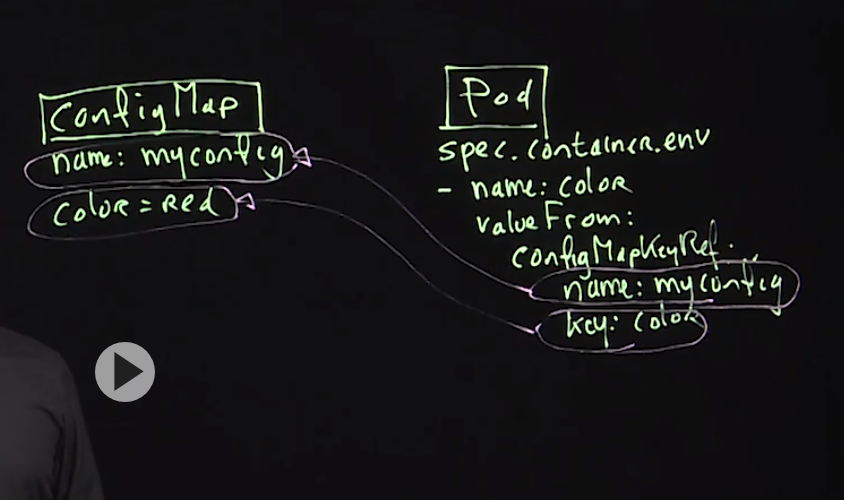 ConfigMap
name: myconfig
color = red
Pod
spec.container.env
- name: color
valueFrom:
configMapKeyRef:
name: myconfig
key: color